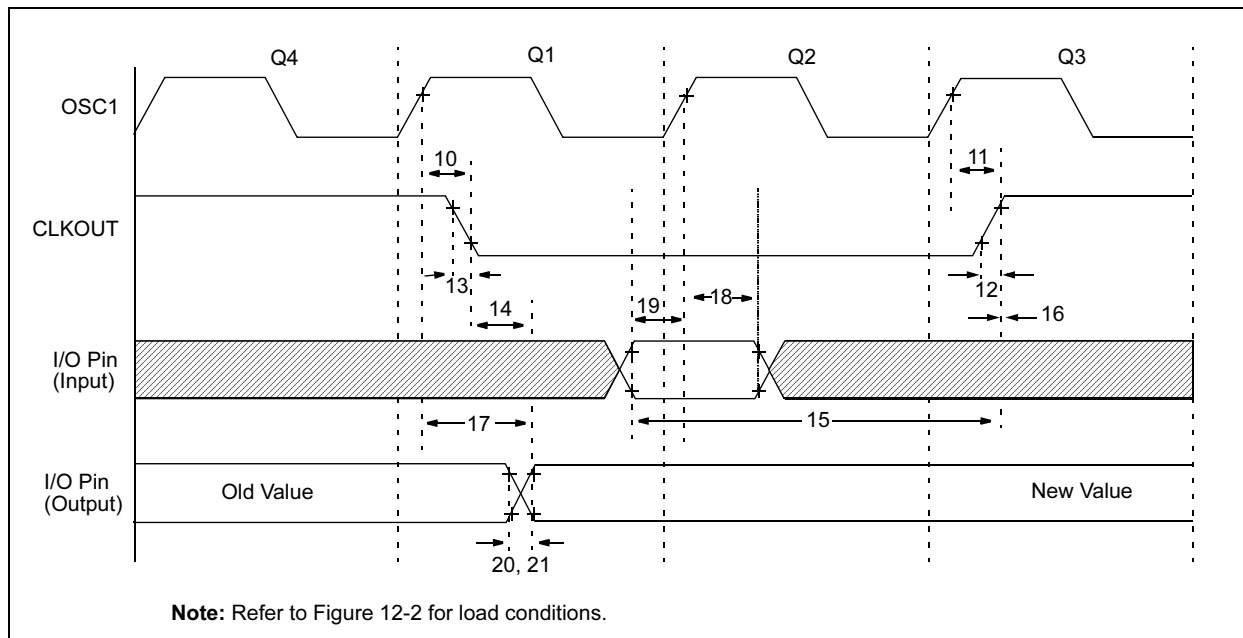 Q4 Q1 Q2 Q3
OSC1
10 11
CLKOUT
13 12
14 19 18 16
I/O Pin
(Input)
17 15
I/O Pin
(Output)
Old Value New Value
20, 21
Note: Refer to Figure 12-2 for load conditions.